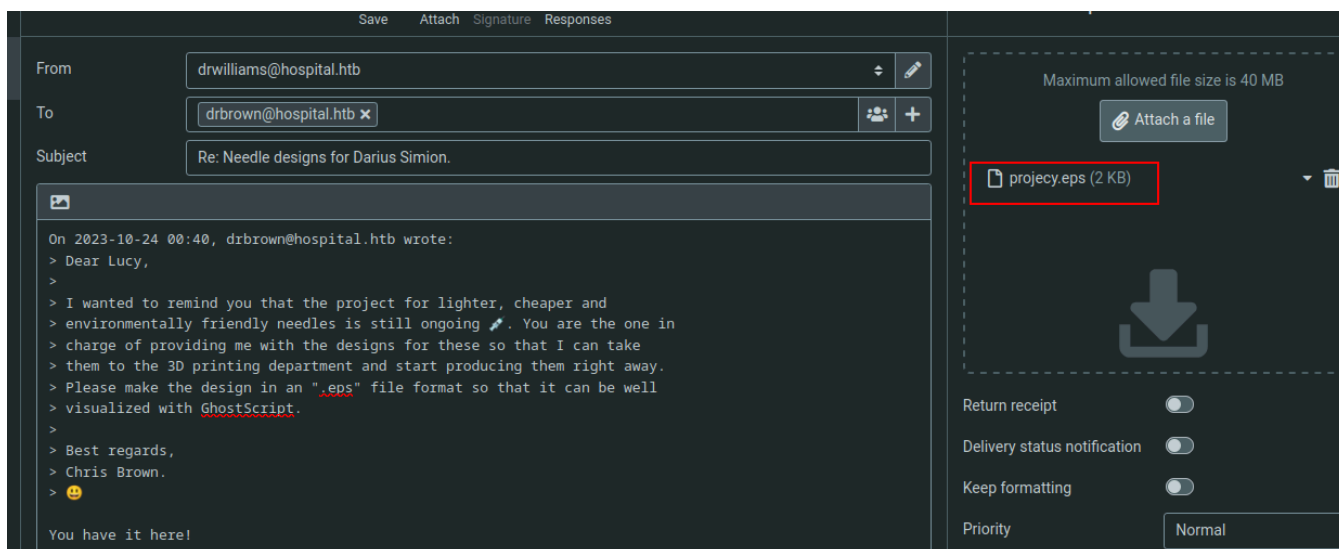 Save Attach Signature Responses
From drwilliams@hospital.htb
To drbrown@hospital.htb
Subject Re: Needle designs for Darius Simion.
On 2023-10-24 00:40, drbrown@hospital.htb wrote:
> Dear Lucy,
>
> I wanted to remind you that the project for lighter, cheaper and
> environmentally friendly needles is still ongoing 💉. You are the one in
> charge of providing me with the designs for these so that I can take
> them to the 3D printing department and start producing them right away.
> Please make the design in an ".eps" file format so that it can be well
> visualized with GhostScript.
>
> Best regards,
> Chris Brown.
> 😃
You have it here!
Maximum allowed file size is 40 MB
Attach a file
projecy.eps (2 KB)
Return receipt
Delivery status notification
Keep formatting
Priority Normal